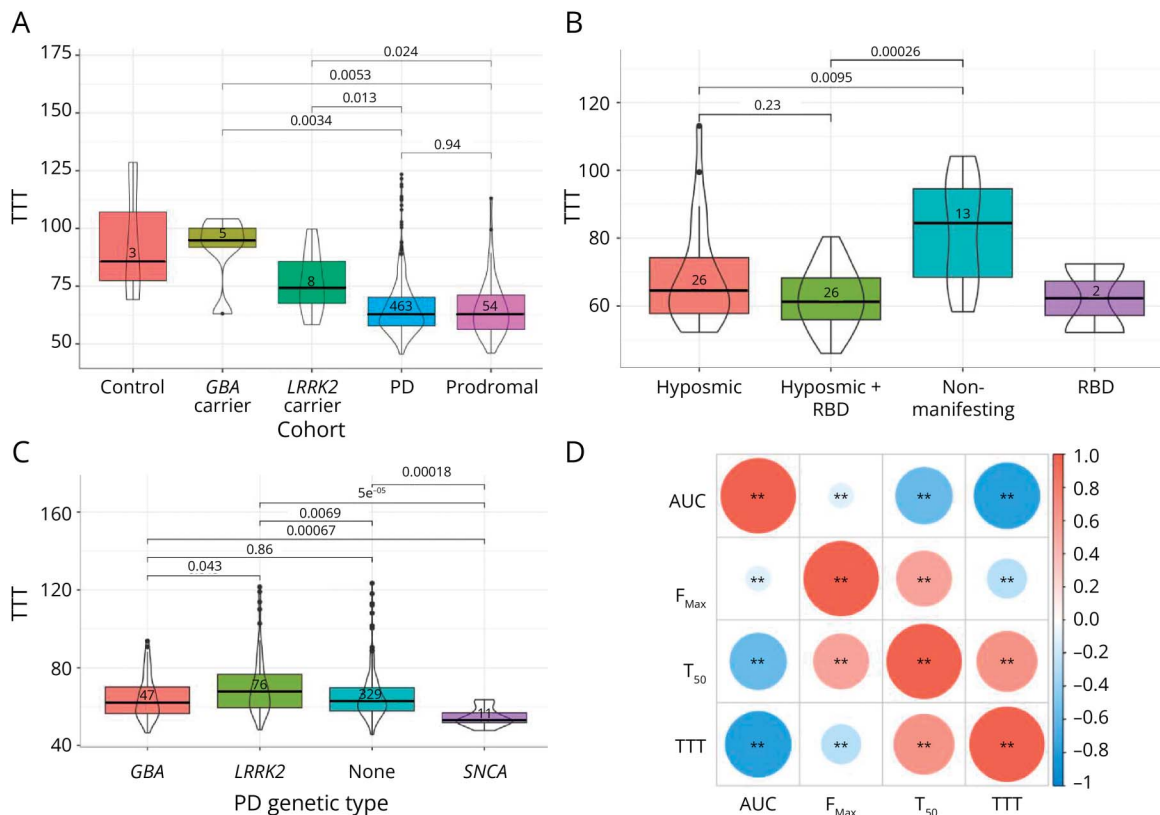 A
175
150
125
100
75
50
TTT
0.024
0.0053
0.013
0.0034
0.94
3
5
8
463
54
Control
GBA
carrier
LRRK2
carrier
PD
Prodromal
Cohort
B
120
100
80
60
TTT
0.00026
0.0095
0.23
26
26
13
2
Hyposmic
Hyposmic +
RBD
Non-
manifesting
RBD
C
160
120
80
40
TTT
0.00018
5e⁻⁰⁵
0.0069
0.00067
0.86
0.043
47
76
329
11
GBA
LRRK2
None
SNCA
PD genetic type
D
AUC
** ** ** **
F_Max
** ** ** **
T_50
** ** ** **
TTT
** ** ** **
AUC
F_Max
T_50
TTT
1.0
0.8
0.6
0.4
0.2
0.0
−0.2
−0.4
−0.6
−0.8
−1